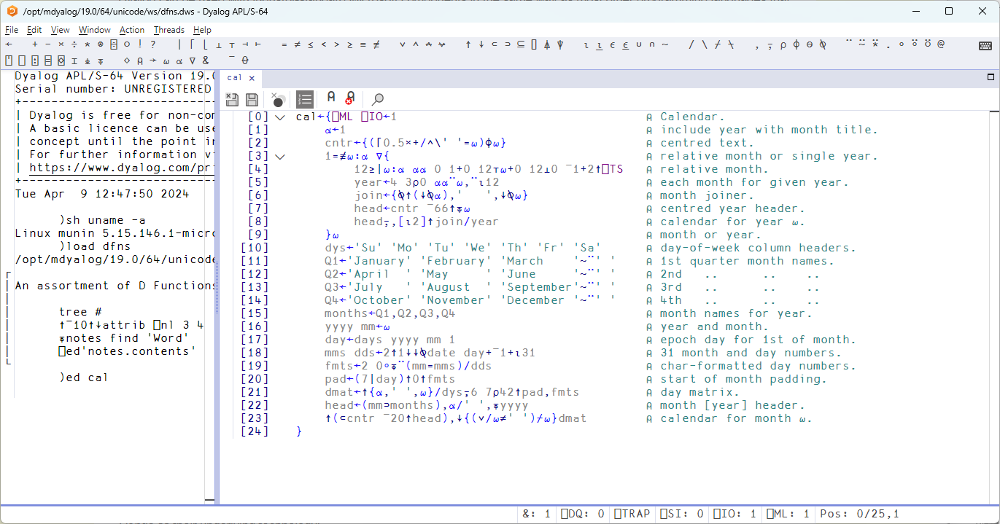 /opt/mdyalog/19.0/64/unicode/ws/dfns.dws - Dyalog APL/S-64
File Edit View Window Action Threads Help
← + - × ÷ * ⍟ ⌹ ○ ! ? | ⌈ ⌊ ⊥ ⊤ ⊣ ⊢ = ≠ ≤ < > ≥ ≡ ≢ ∨ ∧ ⍲ ⍱ ↑ ↓ ⊂ ⊃ ⊆ ⌷ ⍋ ⍒ ⍳ ⍸ ∊ ⍷ ∪ ∩ ~ / \ ⌿ ⍀ , ⍪ ⍴ ⌽ ⊖ ⍉ ¨ ⍨ ⍣ . ∘ ⍤ ⍥ @
⍞ ⎕ ⍠ ⌸ ⌺ ⌶ ⍎ ⍕ ⋄ ⍝ → ⍵ ⍺ ∇ & ¯ ⍬
Dyalog APL/S-64 Version 19.0
Serial number: UNREGISTERED
+---------------------------
| Dyalog is free for non-com
| A basic licence can be use
| concept until the point in
| For further information vi
| https://www.dyalog.com/pri
+---------------------------
Tue Apr  9 12:47:50 2024
)sh uname -a
Linux munin 5.15.146.1-micro
)load dfns
/opt/mdyalog/19.0/64/unicode
An assortment of D Functions
tree #
↑¯10↑↓attrib ⎕nl 3 4
⍕notes find 'Word'
⎕ed'notes.contents'
)ed cal
cal
[0] cal←{⎕ML ⎕IO←1 ⍝ Calendar.
[1] ⍺←1 ⍝ include year with month title.
[2] cntr←{(⌈0.5×+/∧\' '=⍵)⌽⍵} ⍝ centred text.
[3] 1=≢⍵:⍺ ∇{ ⍝ relative month or single year.
[4] 12≥|⍵:⍺ ⍺⍺ 0 1+0 12⊤⍵+0 12⊥0 ¯1+2↑⎕TS ⍝ relative month.
[5] year←4 3⍴0 ⍺⍺¨⍵,¨⍳12 ⍝ each month for given year.
[6] join←{⍉↑(↓⍉⍺),'   ',↓⍉⍵} ⍝ month joiner.
[7] head←cntr ¯66↑⍕⍵ ⍝ centred year header.
[8] head⍪,[⍳2]↑join/year ⍝ calendar for year ⍵.
[9] }⍵ ⍝ month or year.
[10] dys←'Su' 'Mo' 'Tu' 'We' 'Th' 'Fr' 'Sa' ⍝ day-of-week column headers.
[11] Q1←'January' 'February' 'March    '~¨' ' ⍝ 1st quarter month names.
[12] Q2←'April  ' 'May     ' 'June     '~¨' ' ⍝ 2nd   ..      ..    ..
[13] Q3←'July   ' 'August  ' 'September'~¨' ' ⍝ 3rd   ..      ..    ..
[14] Q4←'October' 'November' 'December '~¨' ' ⍝ 4th   ..      ..    ..
[15] months←Q1,Q2,Q3,Q4 ⍝ month names for year.
[16] yyyy mm←⍵ ⍝ year and month.
[17] day←days yyyy mm 1 ⍝ epoch day for 1st of month.
[18] mms dds←2↑1↓↓⍉date day+¯1+⍳31 ⍝ 31 month and day numbers.
[19] fmts←2 0∘⍕¨(mm=mms)/dds ⍝ char-formatted day numbers.
[20] pad←(7|day)↑0↑fmts ⍝ start of month padding.
[21] dmat←↑{⍺,' ',⍵}/dys⍪6 7⍴42↑pad,fmts ⍝ day matrix.
[22] head←(mm⊃months),⍺/' ',⍕yyyy ⍝ month [year] header.
[23] ↑(⊂cntr ¯20↑head),↓{(∨/⍵≠' ')⌿⍵}dmat ⍝ calendar for month ⍵.
[24] }
&: 1 ⎕DQ: 0 ⎕TRAP ⎕SI: 0 ⎕IO: 1 ⎕ML: 1 Pos: 0/25,1